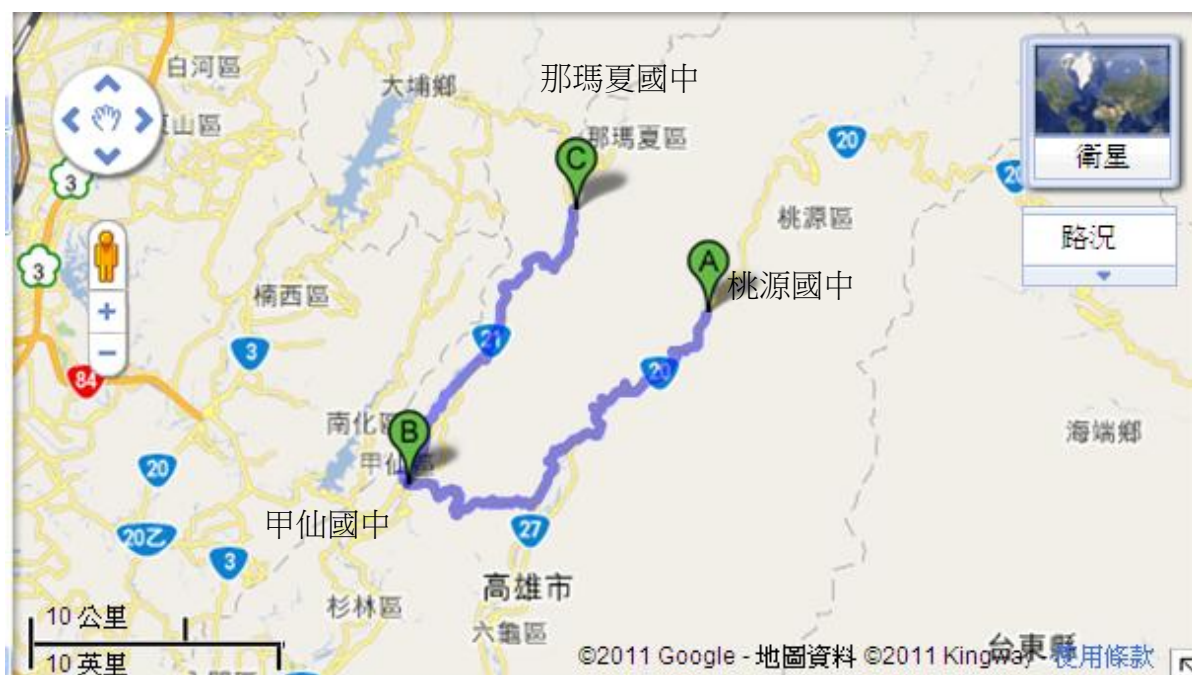 白河區
大埔鄉
那瑪夏國中
東山區
那瑪夏區
20
衛星
3
C
20
桃源區
路況
3
A
桃源國中
楠西區
21
3
84
20
南化區
B
甲仙區
海端鄉
20
甲仙國中
20乙
27
3
高雄市
杉林區
六龜區
10 公里
10 英里
©2011 Google - 地圖資料 ©2011 Kingway - 使用條款
台東縣